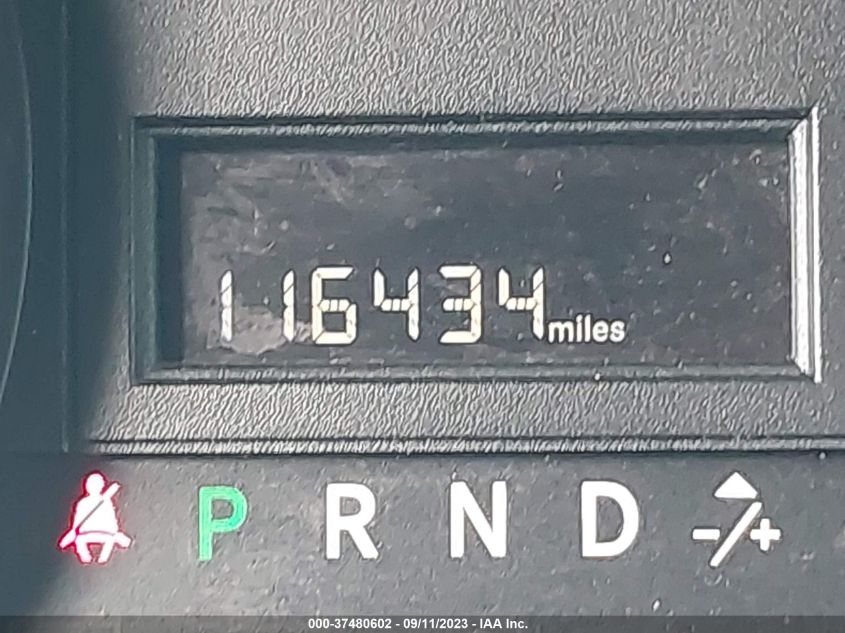 116434 miles
P R N D -/+
000-37480602 - 09/11/2023 - IAA Inc.